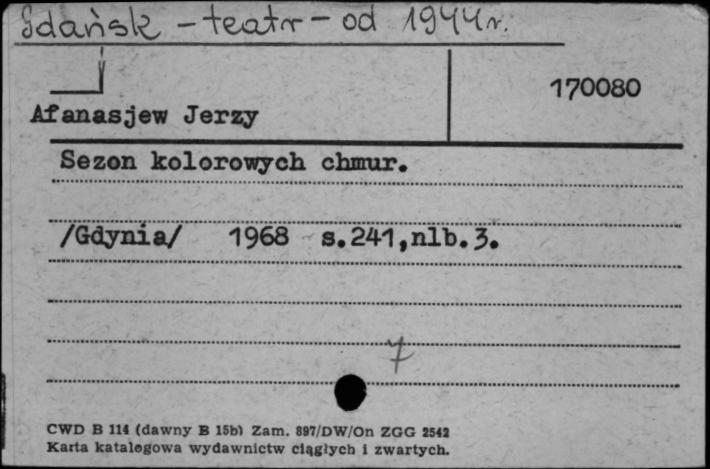 Gdańsk - teatr - od 1944r.
170080
Afanasjew Jerzy
Sezon kolorowych chmur.
/Gdynia/ 1968 s.241,nlb.3.
7
CWD B 114 (dawny B 15b) Zam. 897/DW/On ZGG 2542
Karta katalogowa wydawnictw ciągłych i zwartych.